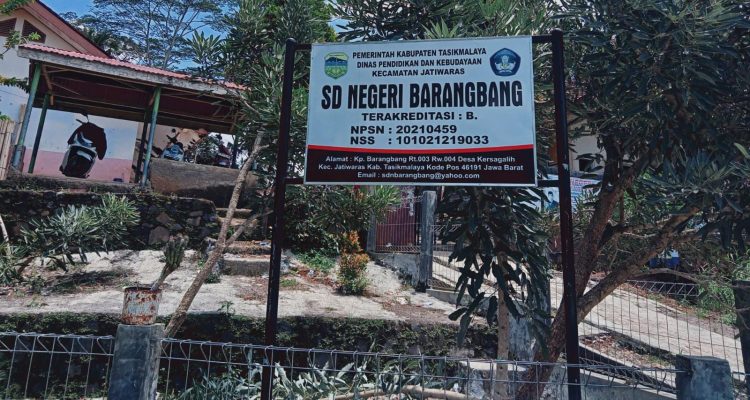 PEMERINTAH KABUPATEN TASIKMALAYA
DINAS PENDIDIKAN DAN KEBUDAYAAN
KECAMATAN JATIWARAS
SD NEGERI BARANGBANG
TERAKREDITASI : B.
NPSN : 20210459
NSS : 101021219033
Alamat : Kp. Barangbang Rt.003 Rw.004 Desa Kersagalih
Kec. Jatiwaras Kab. Tasikmalaya Kode Pos 46191 Jawa Barat
Email : sdnbarangbang@yahoo.com